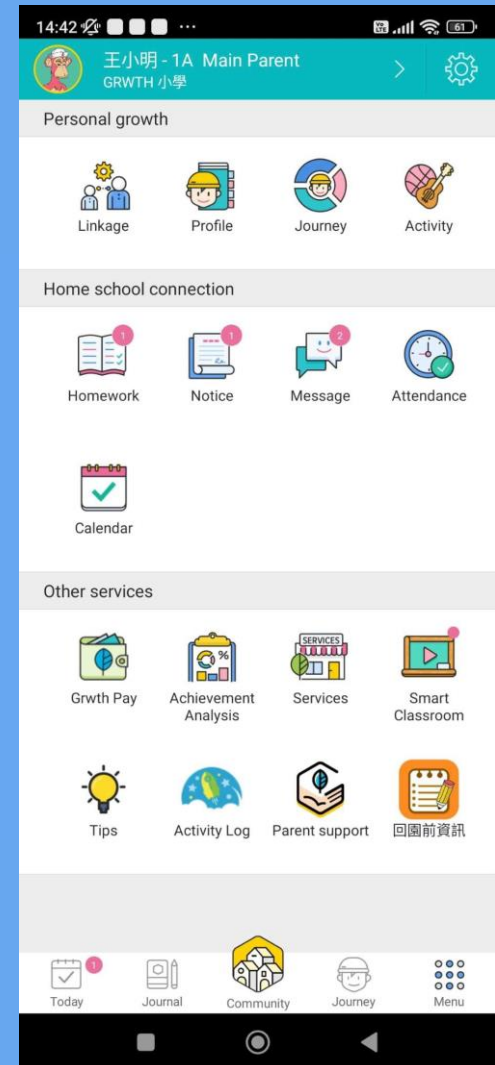 14:42
61
王小明 - 1A Main Parent
GRWTH 小學
Personal growth
Linkage
Profile
Journey
Activity
Home school connection
1
1
2
Homework
Notice
Message
Attendance
Calendar
Other services
%
SERVICES
Grwth Pay
Achievement
Analysis
Services
Smart
Classroom
Tips
Activity Log
Parent support
回園前資訊
1
Today
Journal
Community
Journey
Menu